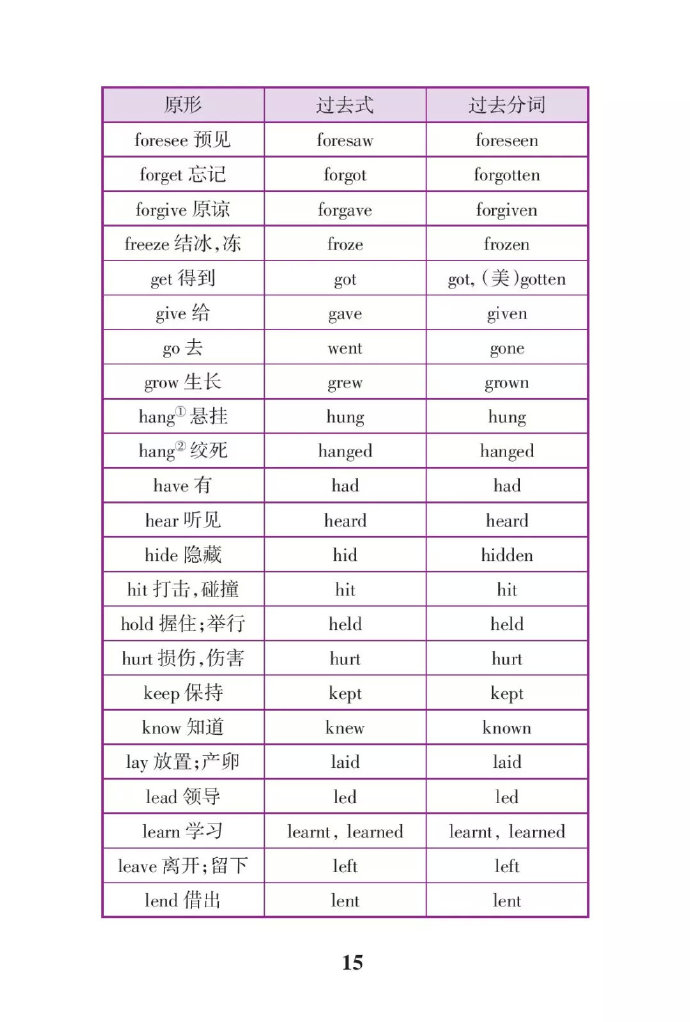 原形 过去式 过去分词
foresee 预见 foresaw foreseen
forget 忘记 forgot forgotten
forgive 原谅 forgave forgiven
freeze 结冰,冻 froze frozen
get 得到 got got, (美)gotten
give 给 gave given
go 去 went gone
grow 生长 grew grown
hang① 悬挂 hung hung
hang② 绞死 hanged hanged
have 有 had had
hear 听见 heard heard
hide 隐藏 hid hidden
hit 打击,碰撞 hit hit
hold 握住;举行 held held
hurt 损伤,伤害 hurt hurt
keep 保持 kept kept
know 知道 knew known
lay 放置;产卵 laid laid
lead 领导 led led
learn 学习 learnt, learned learnt, learned
leave 离开;留下 left left
lend 借出 lent lent
15